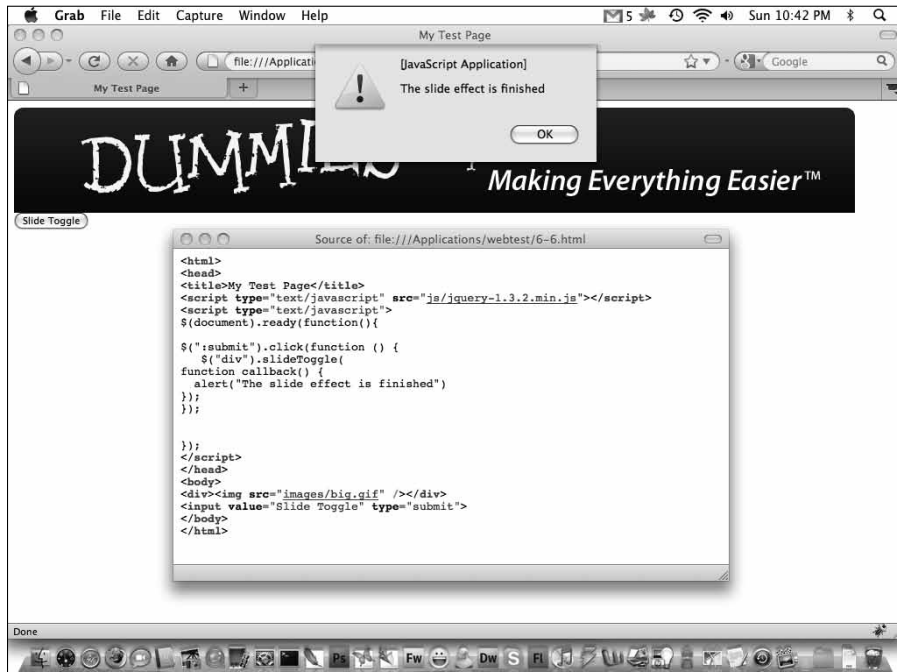 Grab File Edit Capture Window Help 5 Sun 10:42 PM
My Test Page
file:///Applicati Google
My Test Page +
[JavaScript Application]
The slide effect is finished
OK
DUMMIES
Making Everything Easier™
Slide Toggle
Source of: file:///Applications/webtest/6-6.html
<html>
<head>
<title>My Test Page</title>
<script type="text/javascript" src="js/jquery-1.3.2.min.js"></script>
<script type="text/javascript">
$(document).ready(function(){
$(":submit").click(function () {
$("div").slideToggle(
function callback() {
alert("The slide effect is finished")
});
});
});
</script>
</head>
<body>
<div><img src="images/big.gif" /></div>
<input value="Slide Toggle" type="submit">
</body>
</html>
Done
Ps Fw Dw S Fl